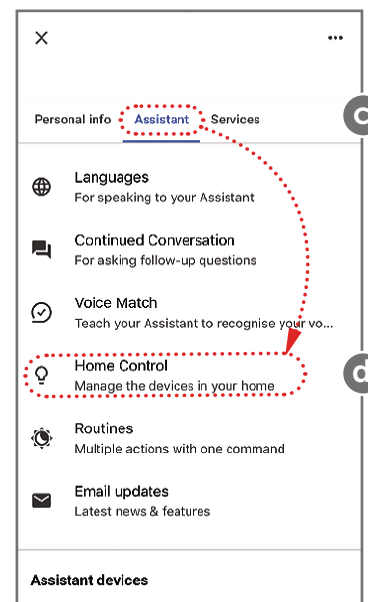 Personal info Assistant Services
c
Languages
For speaking to your Assistant
Continued Conversation
For asking follow-up questions
Voice Match
Teach your Assistant to recognise your vo...
Home Control
d
Manage the devices in your home
Routines
Multiple actions with one command
Email updates
Latest news & features
Assistant devices